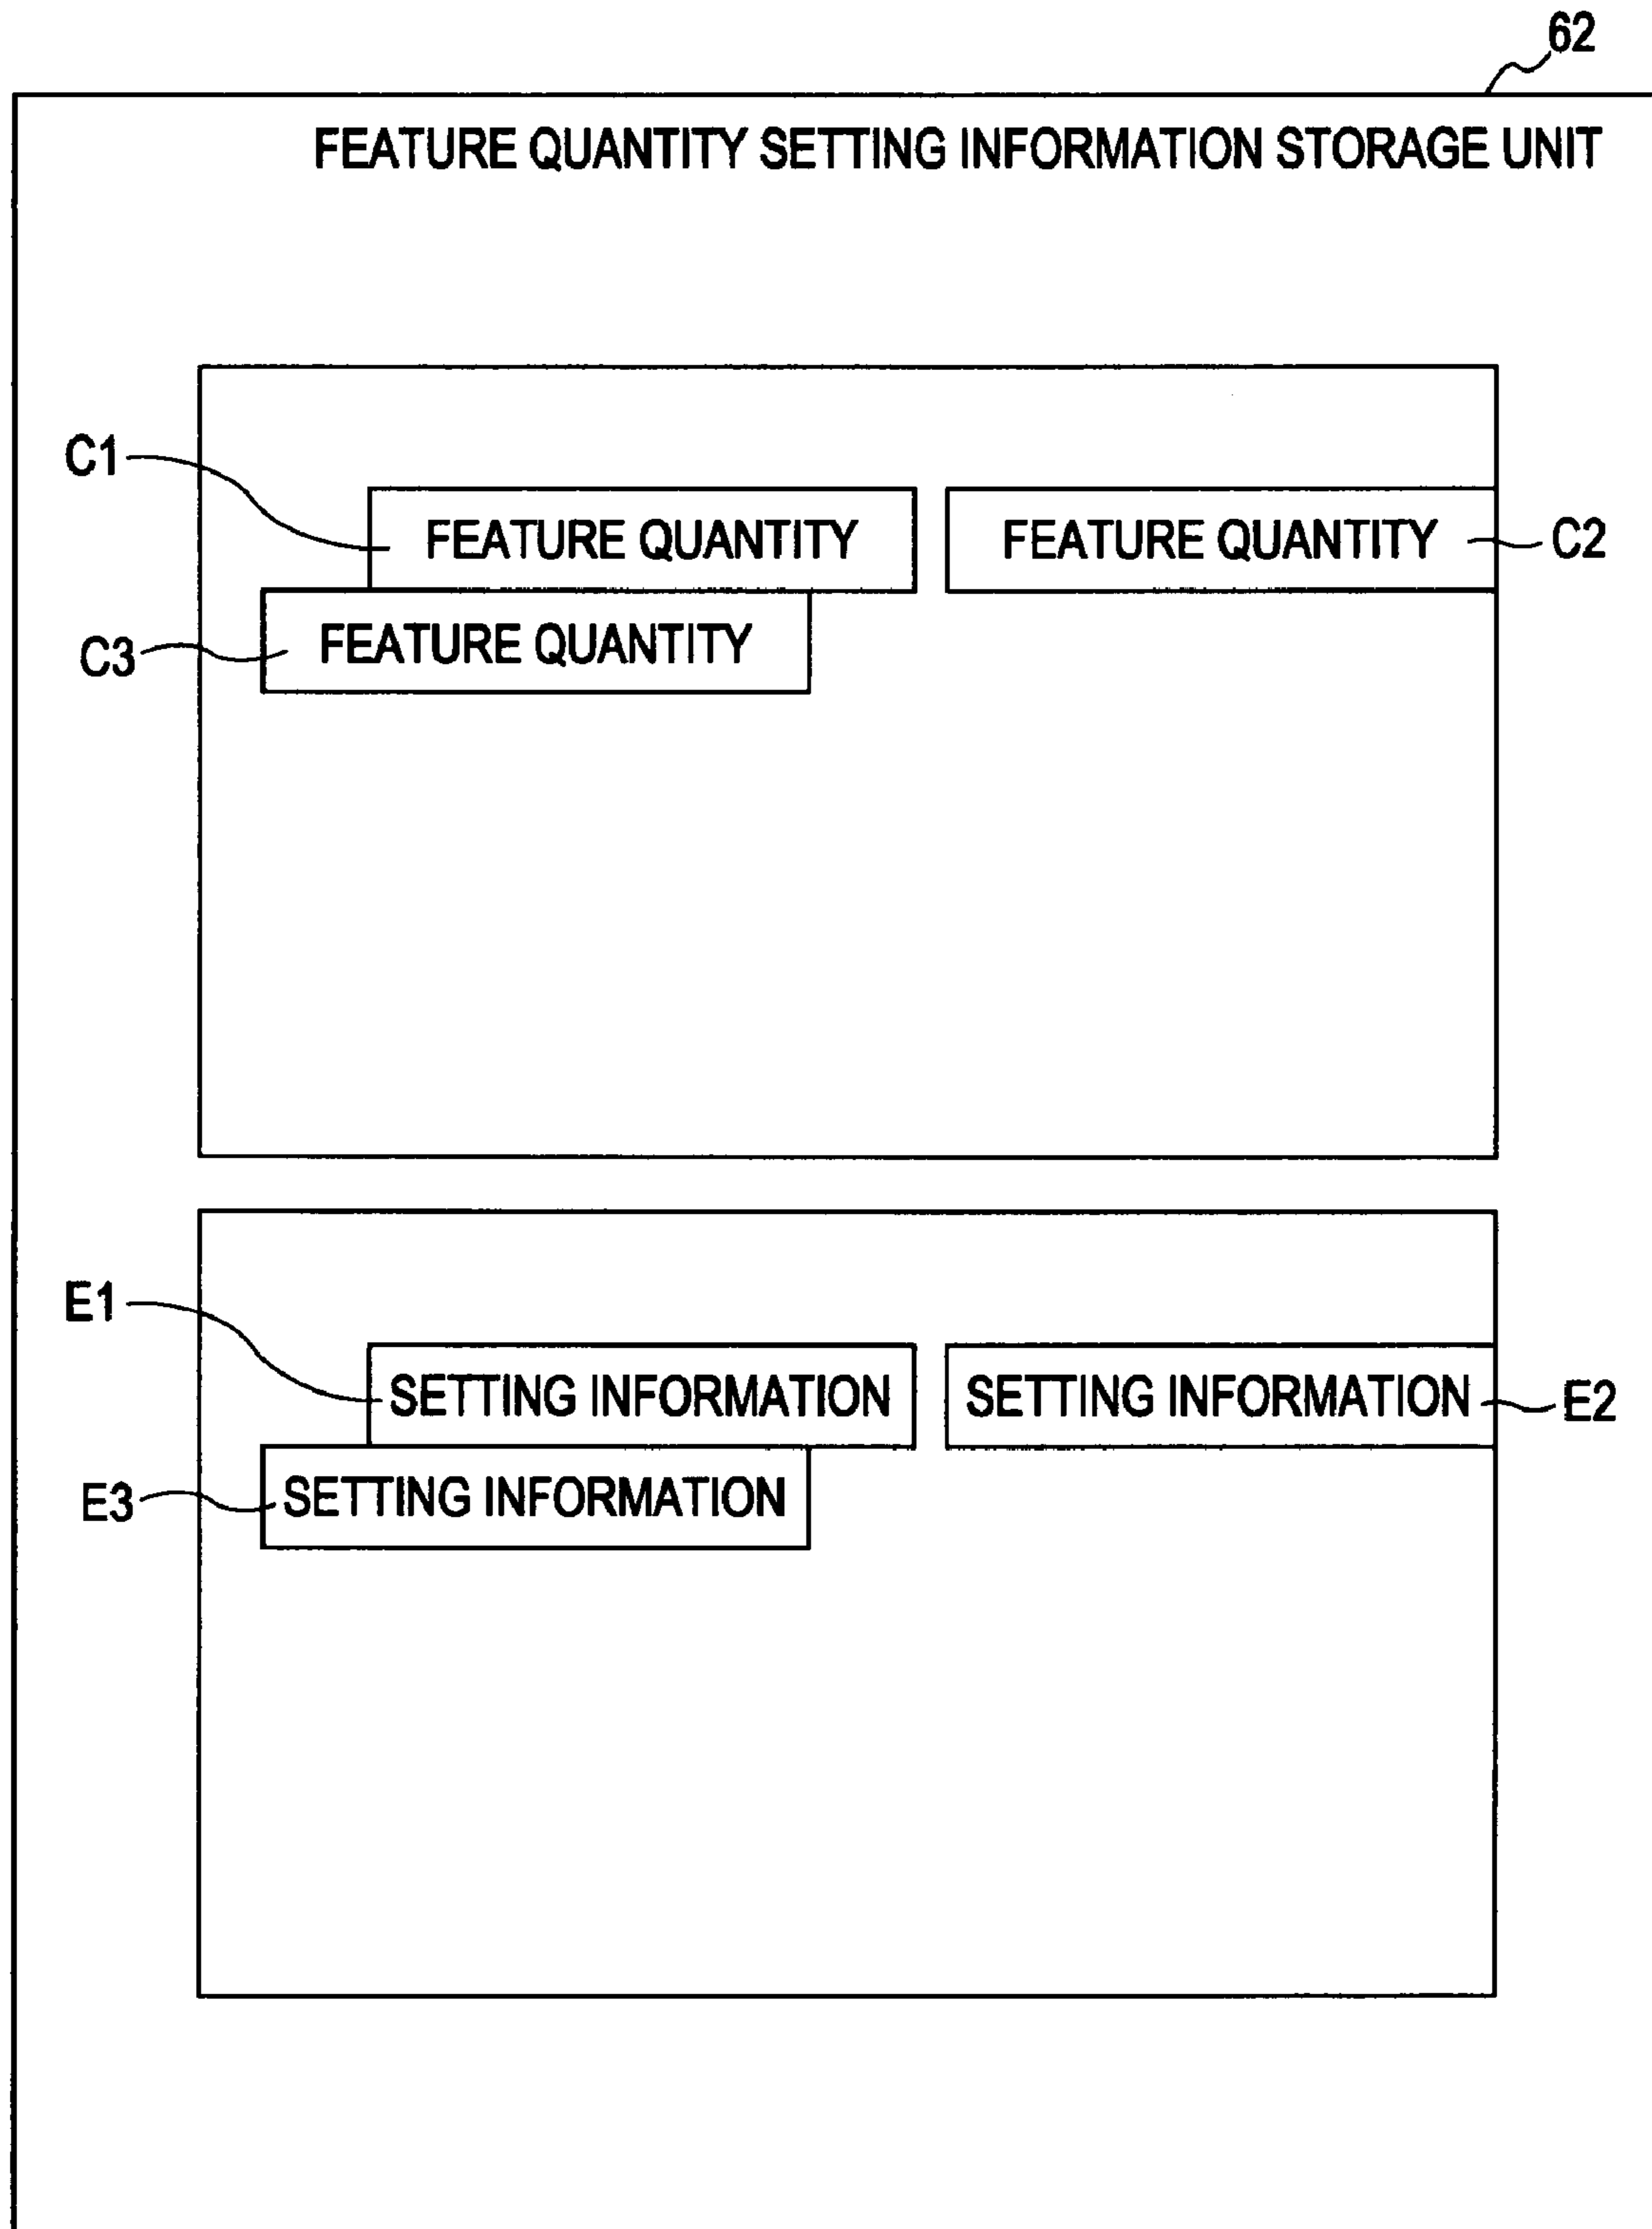 62
FEATURE QUANTITY SETTING INFORMATION STORAGE UNIT
C1
FEATURE QUANTITY
FEATURE QUANTITY
C2
C3
FEATURE QUANTITY
E1
SETTING INFORMATION
SETTING INFORMATION
E2
E3
SETTING INFORMATION